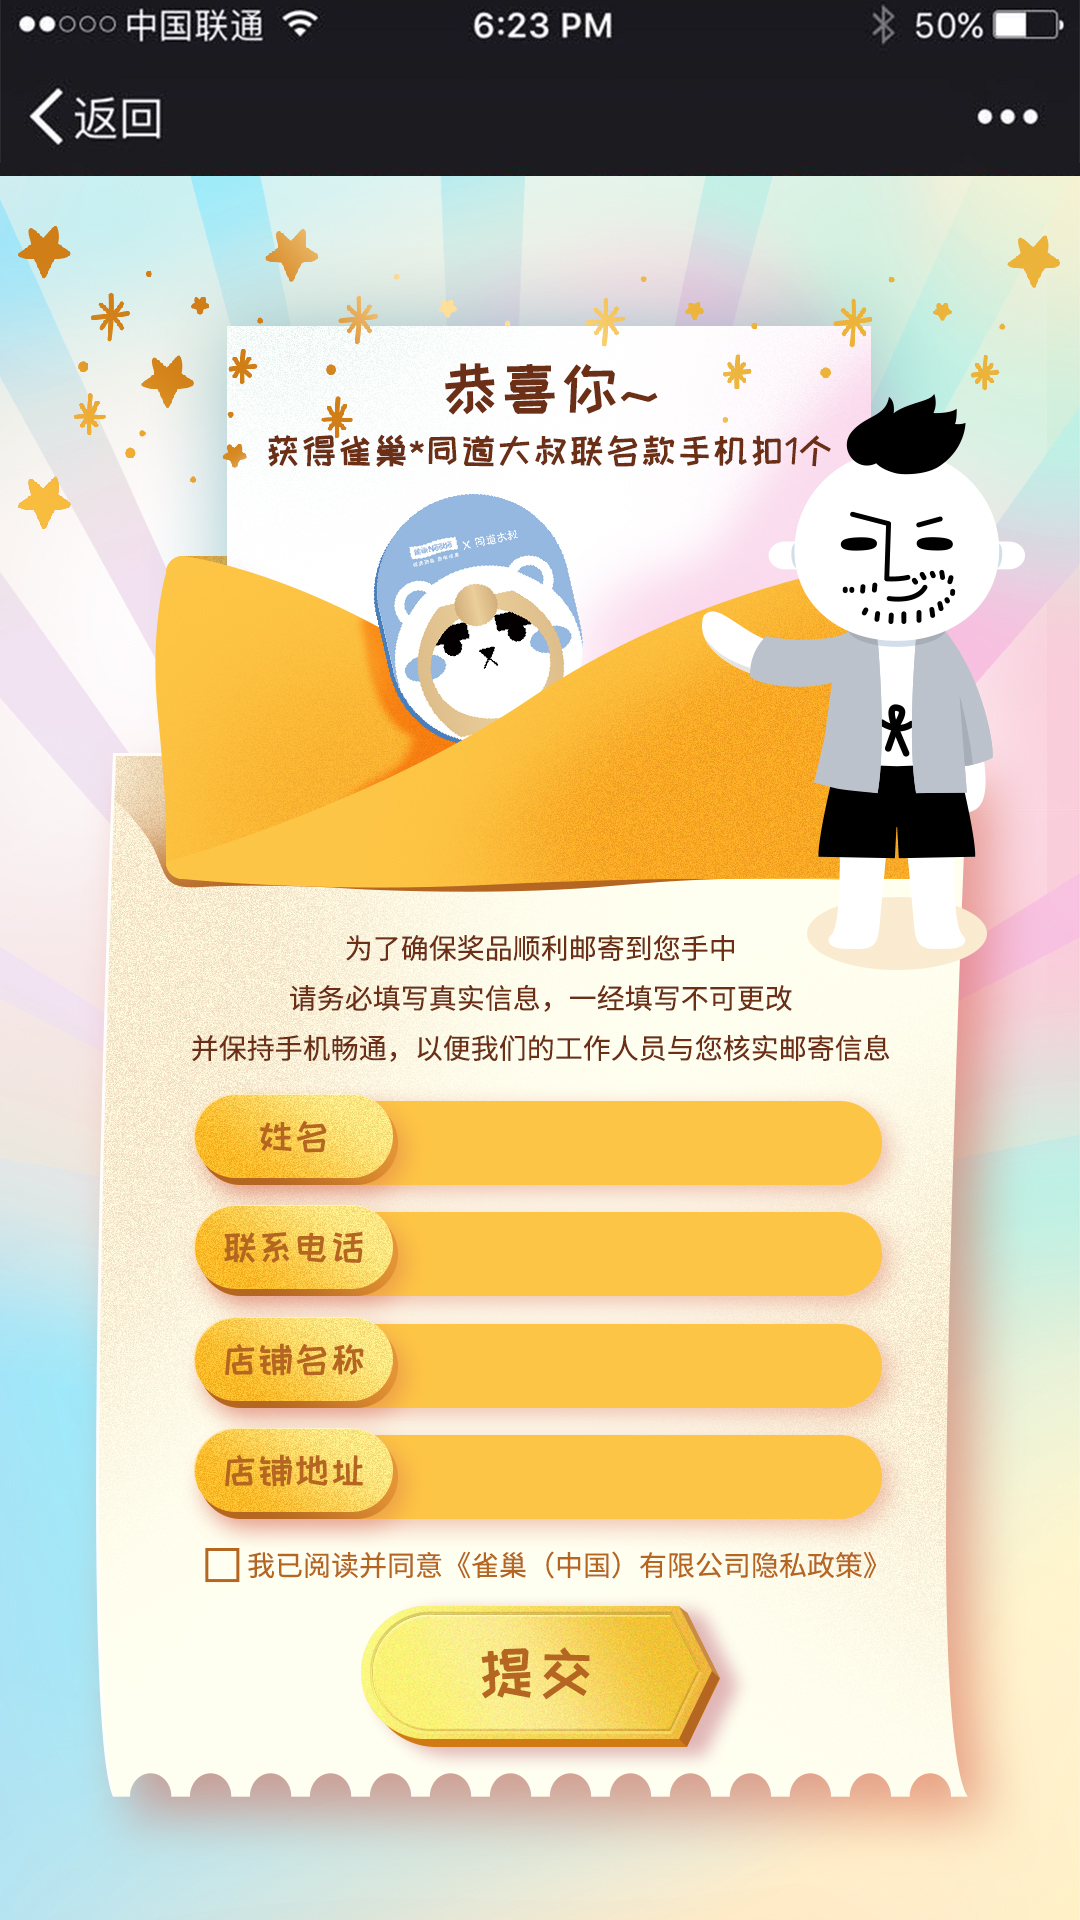 中国联通
6:23 PM
50%
返回
恭喜你~
获得雀巢*同道大叔联名款手机扣1个
X 同道大叔
为了确保奖品顺利邮寄到您手中
请务必填写真实信息，一经填写不可更改
并保持手机畅通，以便我们的工作人员与您核实邮寄信息
姓名
联系电话
店铺名称
店铺地址
我已阅读并同意《雀巢（中国）有限公司隐私政策》
提交